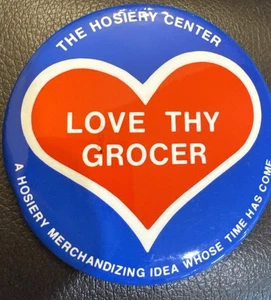 THE HOSIERY CENTER
LOVE THY
GROCER
A HOSIERY MERCHANDIZING IDEA WHOSE TIME HAS COME